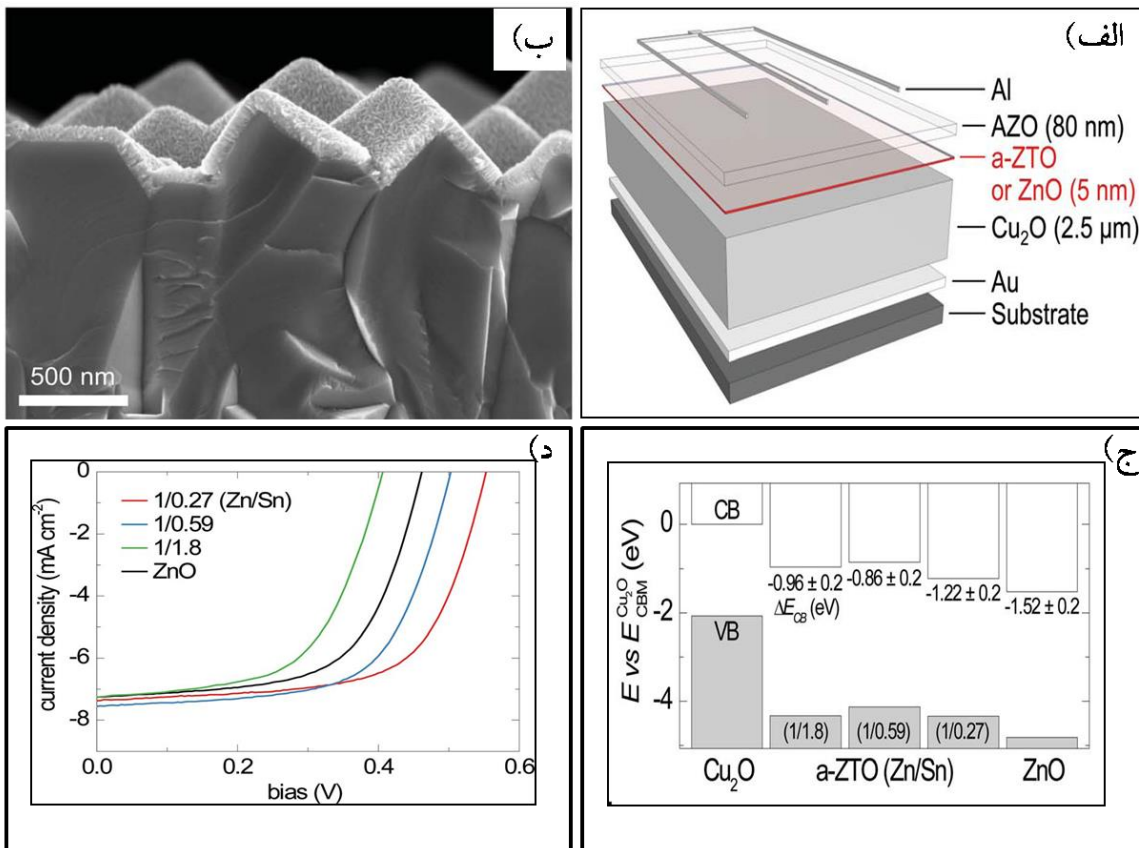 الف)
Al
AZO (80 nm)
a-ZTO
or ZnO (5 nm)
Cu₂O (2.5 µm)
Au
Substrate
ب)
500 nm
ج)
E vs E Cu₂O CBM (eV)
0
-2
-4
CB
VB
-0.96 ± 0.2
-0.86 ± 0.2
-1.22 ± 0.2
-1.52 ± 0.2
ΔE_CB (eV)
(1/1.8)
(1/0.59)
(1/0.27)
Cu₂O
a-ZTO (Zn/Sn)
ZnO
د)
current density (mA cm⁻²)
0
-2
-4
-6
-8
1/0.27 (Zn/Sn)
1/0.59
1/1.8
ZnO
0.0 0.2 0.4 0.6
bias (V)